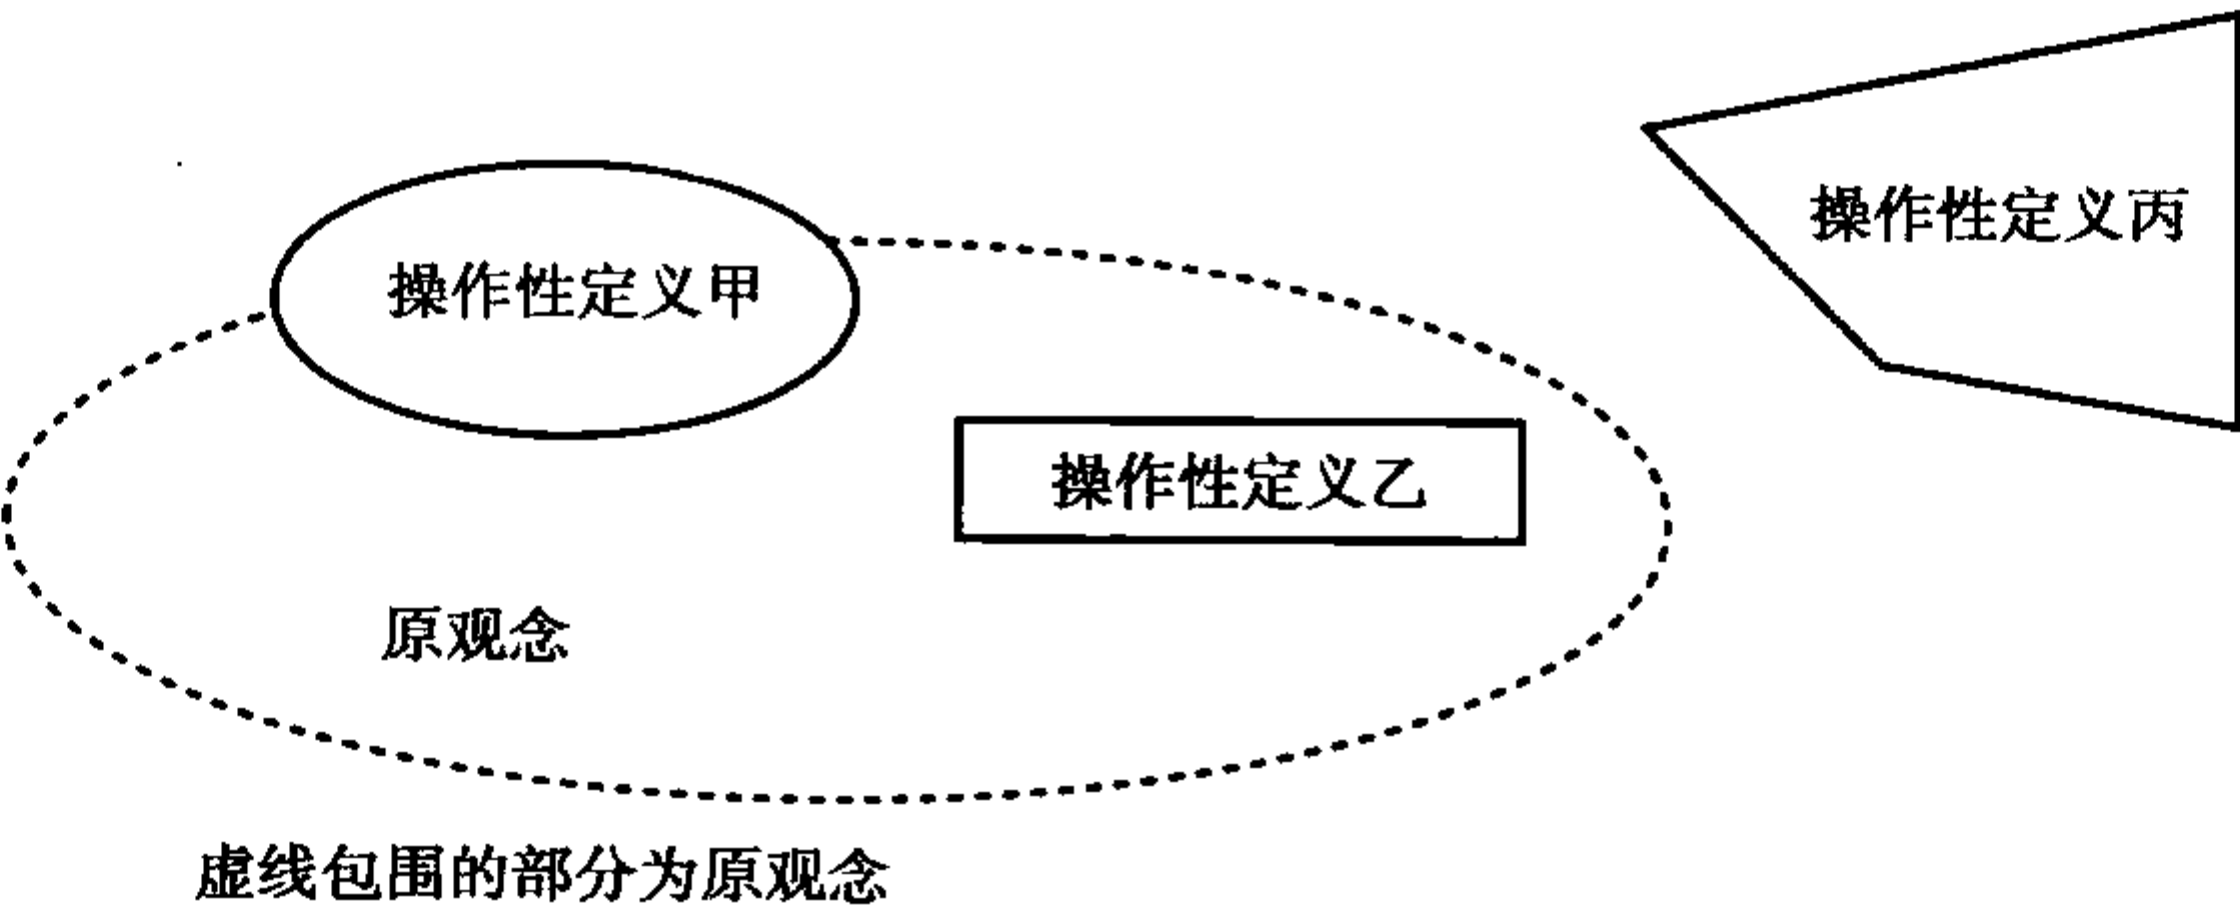 操作性定义丙
操作性定义甲
操作性定义乙
原观念
虚线包围的部分为原观念